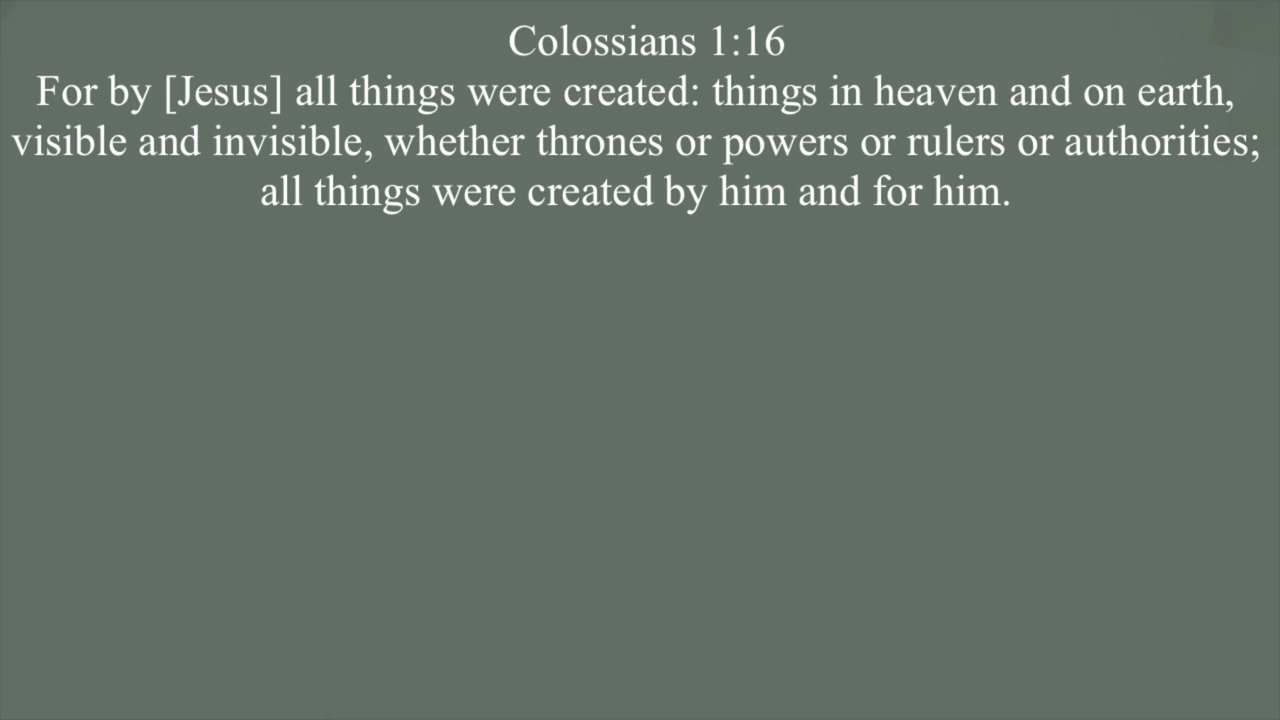 Colossians 1:16
For by [Jesus] all things were created: things in heaven and on earth,
visible and invisible, whether thrones or powers or rulers or authorities;
all things were created by him and for him.